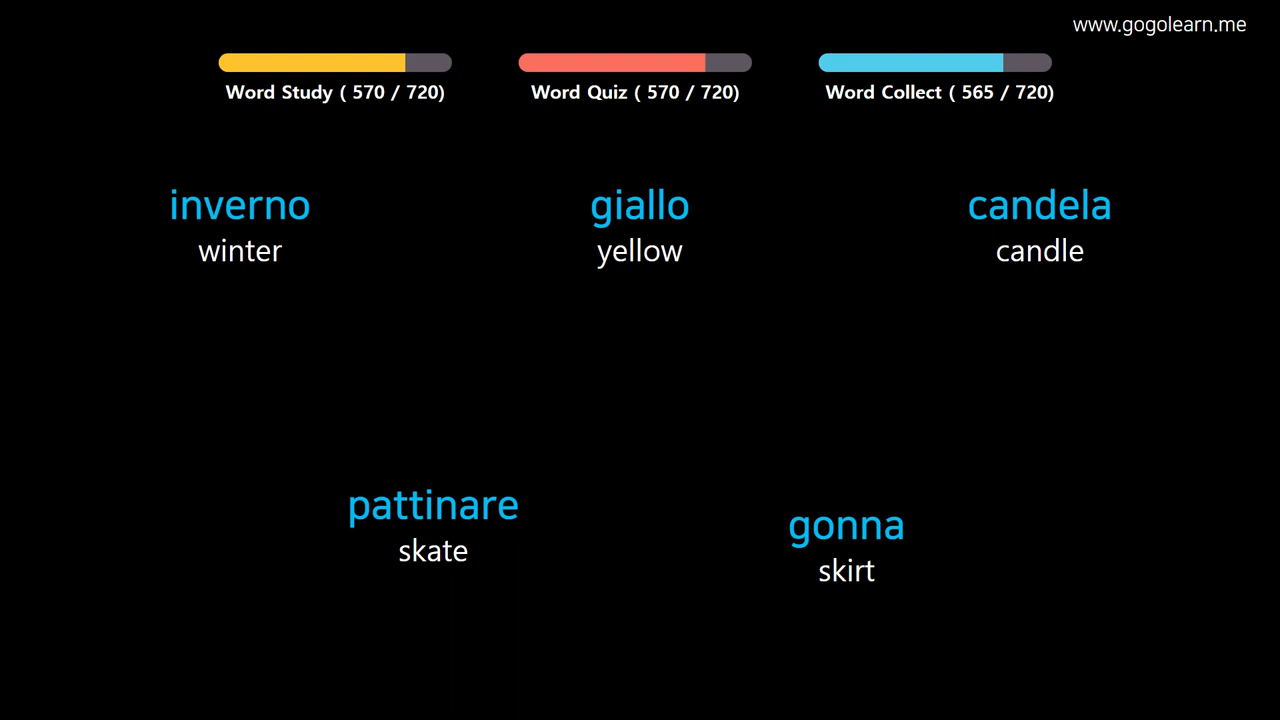 www.gogolearn.me
Word Study ( 570 / 720)
Word Quiz ( 570 / 720)
Word Collect ( 565 / 720)
inverno
winter
giallo
yellow
candela
candle
pattinare
skate
gonna
skirt